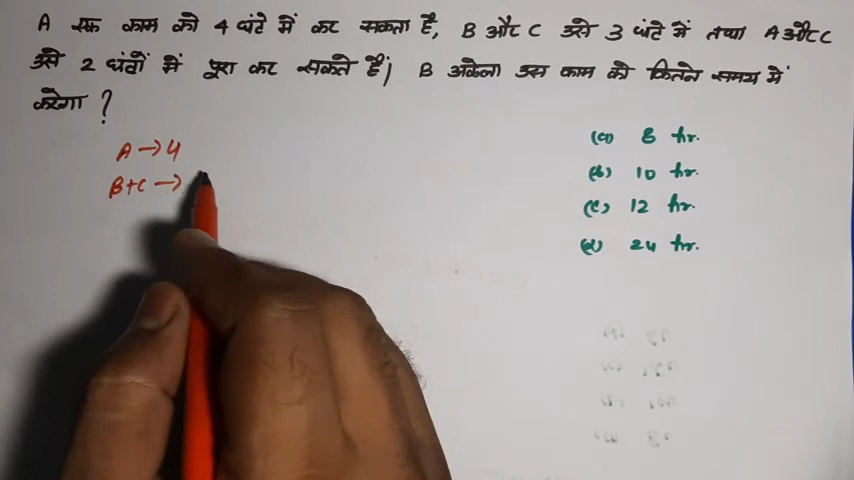 A एक काम को 4 घंटे में कर सकता है, B और C उसे 3 घंटे में तथा A और C
उसे 2 घंटों में पूरा कर सकते हैं; B अकेला उस काम को कितने समय में
करेगा ?
A → 4
B+C →
(a) 8 hr.
(b) 10 hr.
(c) 12 hr.
(d) 24 hr.